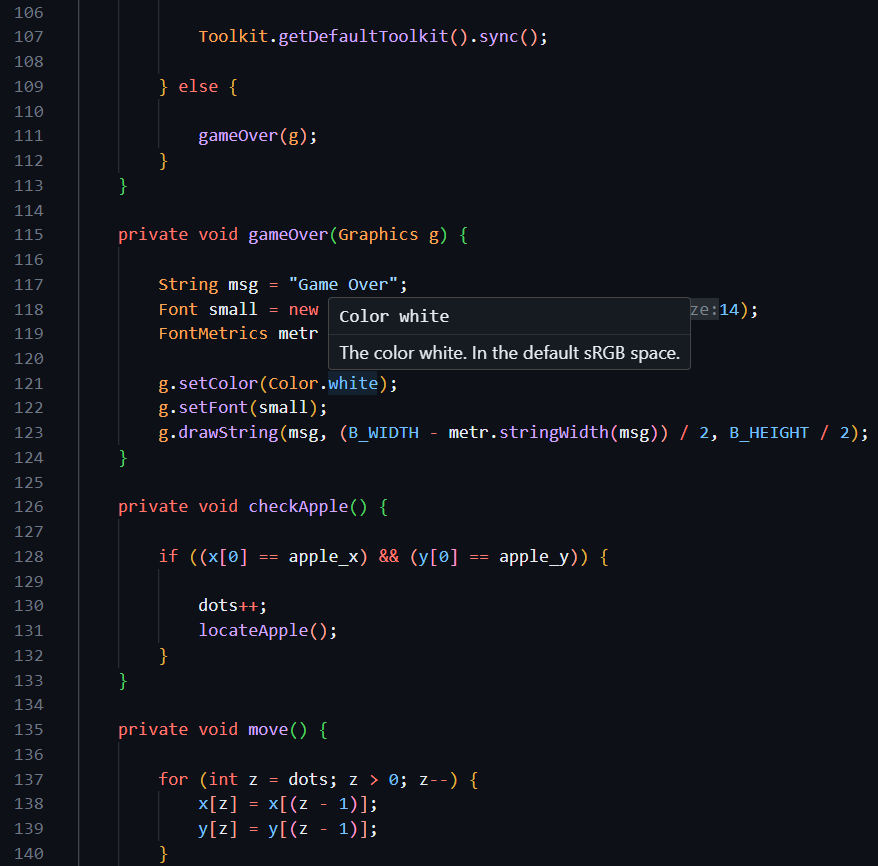 106
107 Toolkit.getDefaultToolkit().sync();
108
109 } else {
110
111 gameOver(g);
112 }
113 }
114
115 private void gameOver(Graphics g) {
116
117 String msg = "Game Over";
118 Font small = new ze:14);
Color white
119 FontMetrics metr
The color white. In the default sRGB space.
120
121 g.setColor(Color.white);
122 g.setFont(small);
123 g.drawString(msg, (B_WIDTH - metr.stringWidth(msg)) / 2, B_HEIGHT / 2);
124 }
125
126 private void checkApple() {
127
128 if ((x[0] == apple_x) && (y[0] == apple_y)) {
129
130 dots++;
131 locateApple();
132 }
133 }
134
135 private void move() {
136
137 for (int z = dots; z > 0; z--) {
138 x[z] = x[(z - 1)];
139 y[z] = y[(z - 1)];
140 }